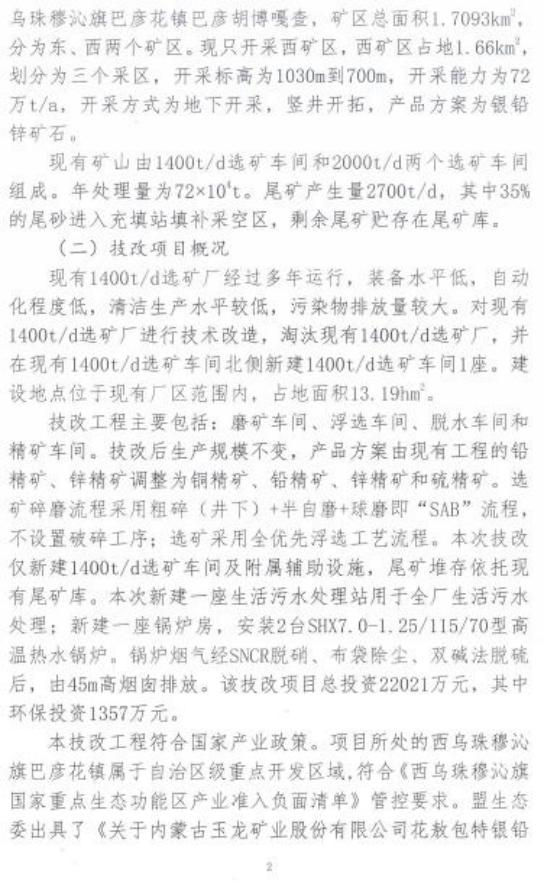 乌珠穆沁旗巴彦花镇巴彦胡博嘎查，矿区总面积1.7093km²，
分为东、西两个矿区。现只开采西矿区，西矿区占地1.66km²，
划分为三个采区，开采标高为1030m到700m，开采能力为72
万t/a，开采方式为地下开采，竖井开拓，产品方案为银铅
锌矿石。
现有矿山由1400t/d选矿车间和2000t/d两个选矿车间
组成。年处理量为72×10⁴t。尾矿产生量2700t/d，其中35%
的尾砂进入充填站填补采空区，剩余尾矿贮存在尾矿库。
（二）技改项目概况
现有1400t/d选矿厂经过多年运行，装备水平低，自动
化程度低，清洁生产水平较低，污染物排放量较大。对现有
1400t/d选矿厂进行技术改造，淘汰现有1400t/d选矿厂，并
在现有1400t/d选矿车间北侧新建1400t/d选矿车间1座。建
设地点位于现有厂区范围内，占地面积13.19hm²。
技改工程主要包括：磨矿车间、浮选车间、脱水车间和
精矿车间。技改后生产规模不变，产品方案由现有工程的铅
精矿、锌精矿调整为铜精矿、铅精矿、锌精矿和硫精矿。选
矿碎磨流程采用粗碎（井下）+半自磨+球磨即“SAB”流程，
不设置破碎工序；选矿采用全优先浮选工艺流程。本次技改
仅新建1400t/d选矿车间及附属辅助设施，尾矿堆存依托现
有尾矿库。本次新建一座生活污水处理站用于全厂生活污水
处理；新建一座锅炉房，安装2台SHX7.0-1.25/115/70型高
温热水锅炉。锅炉烟气经SNCR脱硝、布袋除尘、双碱法脱硫
后，由45m高烟囱排放。该技改项目总投资22021万元，其中
环保投资1357万元。
本技改工程符合国家产业政策。项目所处的西乌珠穆沁
旗巴彦花镇属于自治区级重点开发区域,符合《西乌珠穆沁旗
国家重点生态功能区产业准入负面清单》管控要求。盟生态
委出具了《关于内蒙古玉龙矿业股份有限公司花敖包特银铅
2